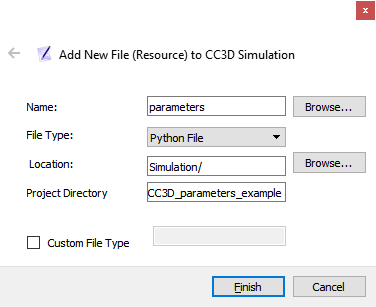 Add New File (Resource) to CC3D Simulation
Name:
parameters
Browse...
File Type:
Python File
Location:
Simulation/
Browse...
Project Directory
CC3D_parameters_example
Custom File Type
Finish
Cancel